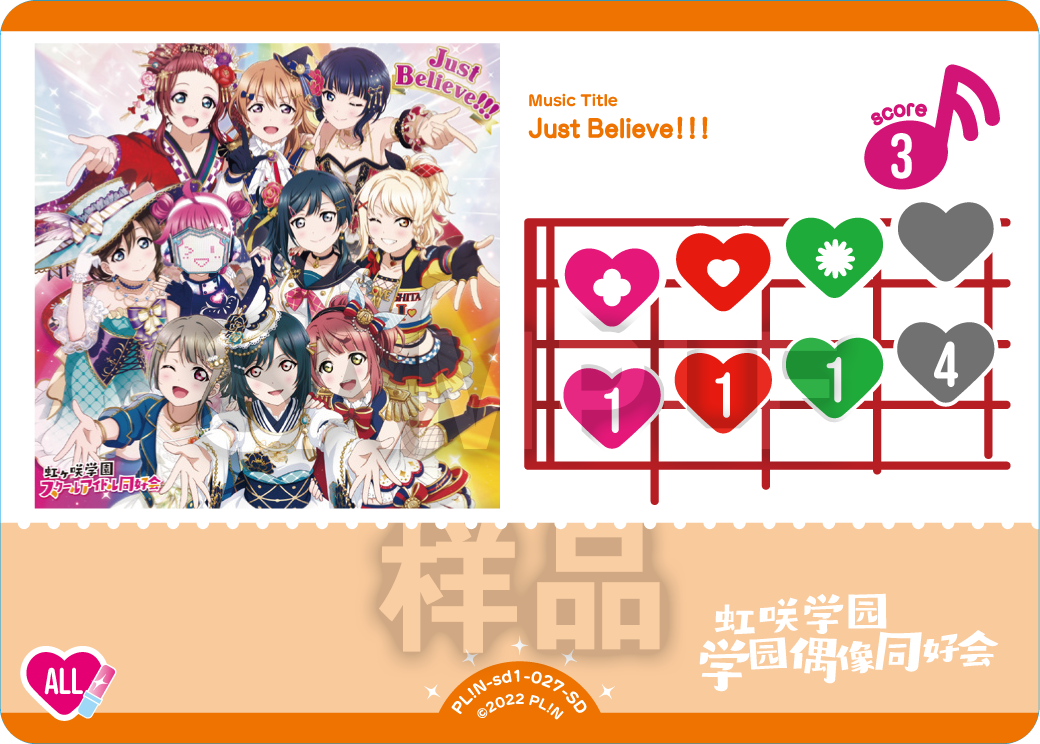 Just
Believe!!!
虹ヶ咲学園
スクールアイドル同好会
Music Title
Just Believe!!!
score
3
1
1
1
4
样品
虹咲学园
学园偶像同好会
ALL
PL!N-sd1-027-SD
©2022 PL!N